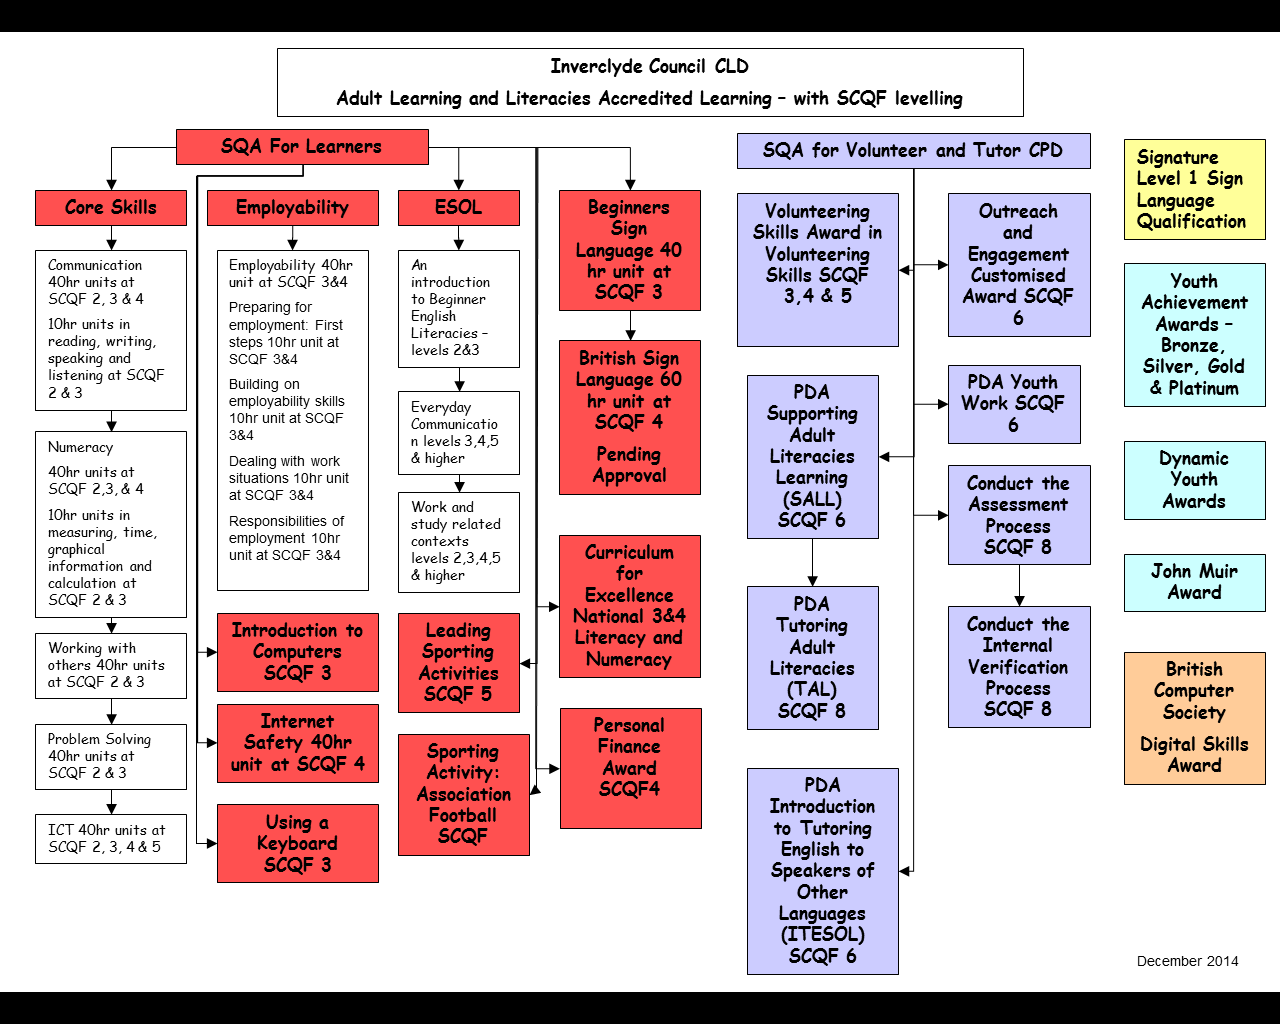 Inverclyde Council CLD
Adult Learning and Literacies Accredited Learning – with SCQF levelling
SQA For Learners
Core Skills
Communication
40hr units at
SCQF 2, 3 & 4
10hr units in
reading, writing,
speaking and
listening at SCQF
2 & 3
Numeracy
40hr units at
SCQF 2,3, & 4
10hr units in
measuring, time,
graphical
information and
calculation at
SCQF 2 & 3
Working with
others 40hr units
at SCQF 2 & 3
Problem Solving
40hr units at
SCQF 2 & 3
ICT 40hr units at
SCQF 2, 3, 4 & 5
Employability
Employability 40hr
unit at SCQF 3&4
Preparing for
employment: First
steps 10hr unit at
SCQF 3&4
Building on
employability skills
10hr unit at SCQF
3&4
Dealing with work
situations 10hr unit
at SCQF 3&4
Responsibilities of
employment 10hr
unit at SCQF 3&4
Introduction to
Computers
SCQF 3
Internet
Safety 40hr
unit at SCQF 4
Using a
Keyboard
SCQF 3
ESOL
An
introduction
to Beginner
English
Literacies –
levels 2&3
Everyday
Communicatio
n levels 3,4,5
& higher
Work and
study related
contexts
levels 2,3,4,5
& higher
Leading
Sporting
Activities
SCQF 5
Sporting
Activity:
Association
Football
SCQF
Beginners
Sign
Language 40
hr unit at
SCQF 3
British Sign
Language 60
hr unit at
SCQF 4
Pending
Approval
Curriculum
for
Excellence
National 3&4
Literacy and
Numeracy
Personal
Finance
Award
SCQF4
SQA for Volunteer and Tutor CPD
Volunteering
Skills Award in
Volunteering
Skills SCQF
3,4 & 5
PDA
Supporting
Adult
Literacies
Learning
(SALL)
SCQF 6
PDA
Tutoring
Adult
Literacies
(TAL)
SCQF 8
PDA
Introduction
to Tutoring
English to
Speakers of
Other
Languages
(ITESOL)
SCQF 6
Outreach
and
Engagement
Customised
Award SCQF
6
PDA Youth
Work SCQF
6
Conduct the
Assessment
Process
SCQF 8
Conduct the
Internal
Verification
Process
SCQF 8
Signature
Level 1 Sign
Language
Qualification
Youth
Achievement
Awards –
Bronze,
Silver, Gold
& Platinum
Dynamic
Youth
Awards
John Muir
Award
British
Computer
Society
Digital Skills
Award
December 2014